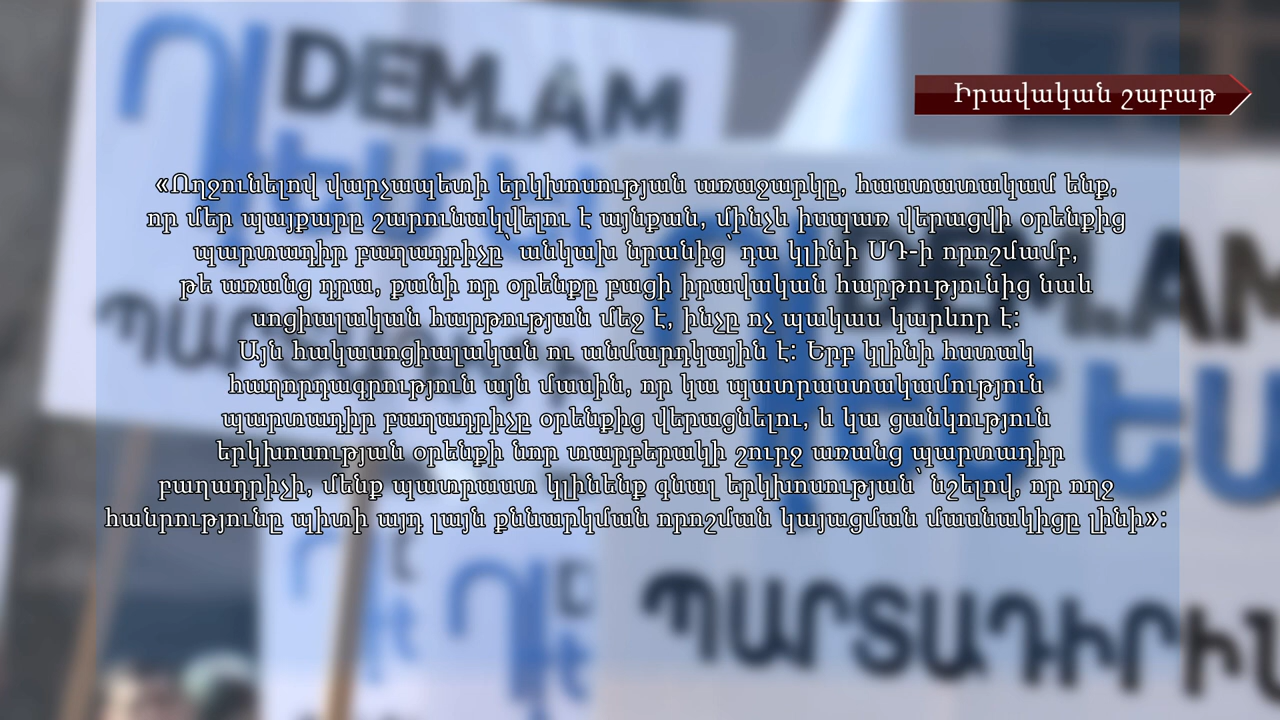 DEM.AM
Իրավական շաբաթ
«Ողջունելով վարչապետի երկխոսության առաջարկը, հաստատակամ ենք,
որ մեր պայքարը շարունակվելու է այնքան, մինչև իսպառ վերացվի օրենքից
պարտադիր բաղադրիչը՝ անկախ նրանից՝ դա կլինի ՍԴ-ի որոշմամբ,
թե առանց դրա, քանի որ օրենքը բացի իրավական հարթությունից նաև
սոցիալական հարթության մեջ է, ինչը ոչ պակաս կարևոր է:
Այն հակասոցիալական ու անմարդկային է: Երբ կլինի հստակ
հաղորդագրություն այն մասին, որ կա պատրաստակամություն
պարտադիր բաղադրիչը օրենքից վերացնելու, և կա ցանկություն
երկխոսության օրենքի նոր տարբերակի շուրջ առանց պարտադիր
բաղադրիչի, մենք պատրաստ կլինենք գնալ երկխոսության՝ նշելով, որ ողջ
հանրությունը պիտի այդ լայն քննարկման որոշման կայացման մասնակիցը լինի»:
ՊԱՐՏԱԴԻՐԻՆ